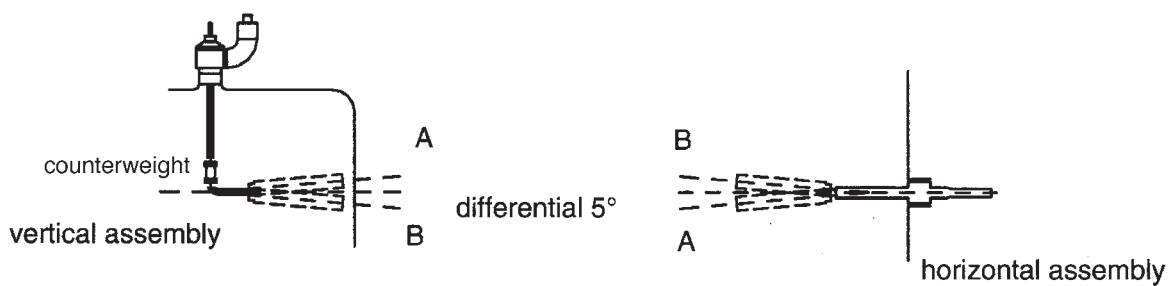 A
B
counterweight
differential 5°
vertical assembly
B
A
horizontal assembly